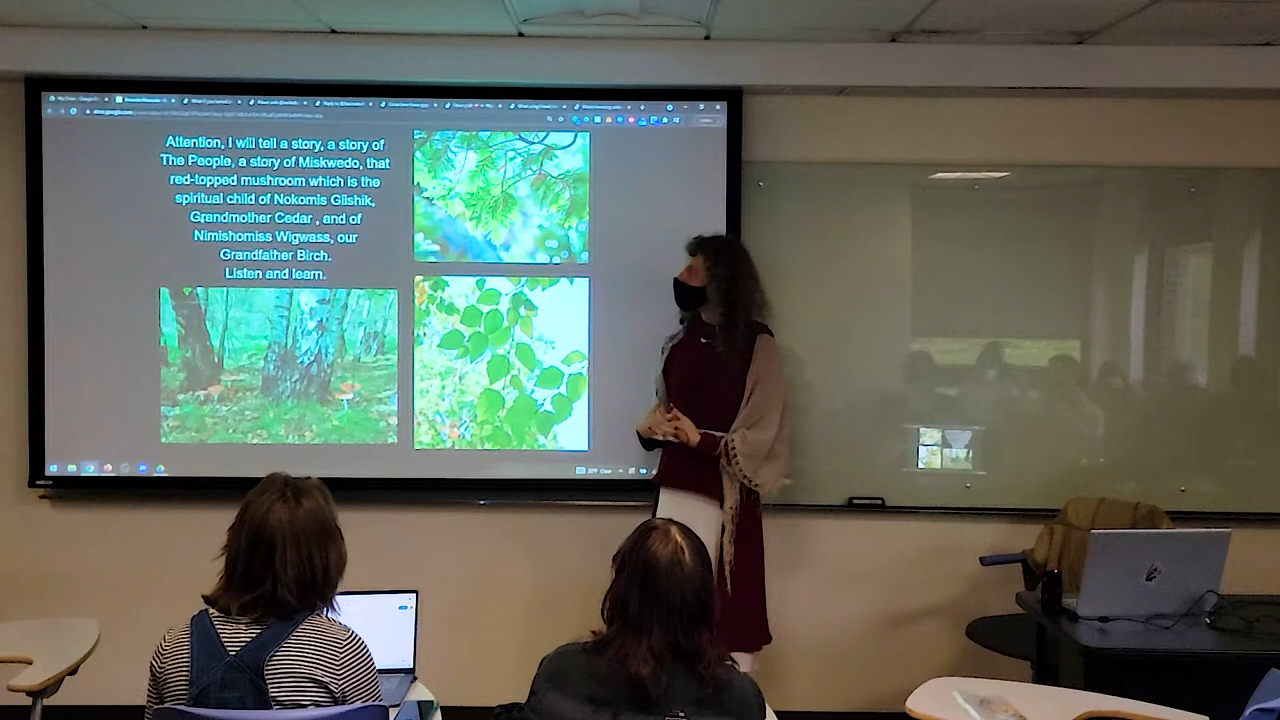 Attention, I will tell a story, a story of
The People, a story of Miskwedo, that
red-topped mushroom which is the
spiritual child of Nokomis Giishik,
Grandmother Cedar , and of
Nimishomiss Wigwass, our
Grandfather Birch.
Listen and learn.